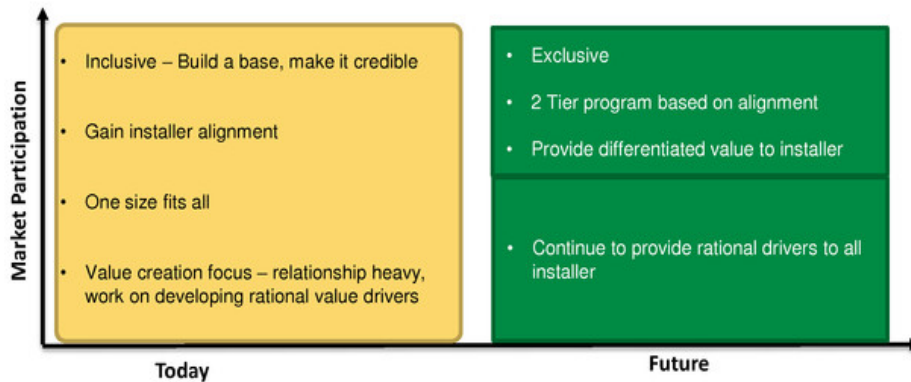 Market Participation
• Inclusive – Build a base, make it credible
• Gain installer alignment
• One size fits all
• Value creation focus – relationship heavy,
work on developing rational value drivers
• Exclusive
• 2 Tier program based on alignment
• Provide differentiated value to installer
• Continue to provide rational drivers to all
installer
Today
Future